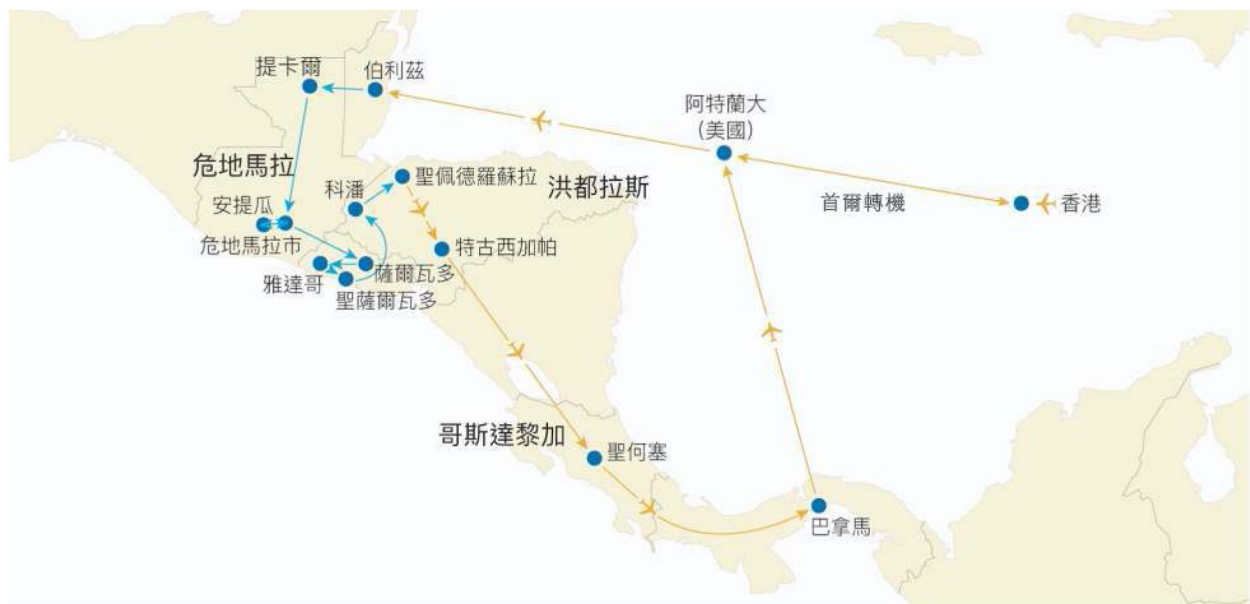 提卡爾
伯利茲
阿特蘭大
（美國）
危地馬拉
科潘
聖佩德羅蘇拉
洪都拉斯
首爾轉機
香港
安提瓜
危地馬拉市
特古西加帕
雅達哥
薩爾瓦多
聖薩爾瓦多
哥斯達黎加
聖何塞
巴拿馬